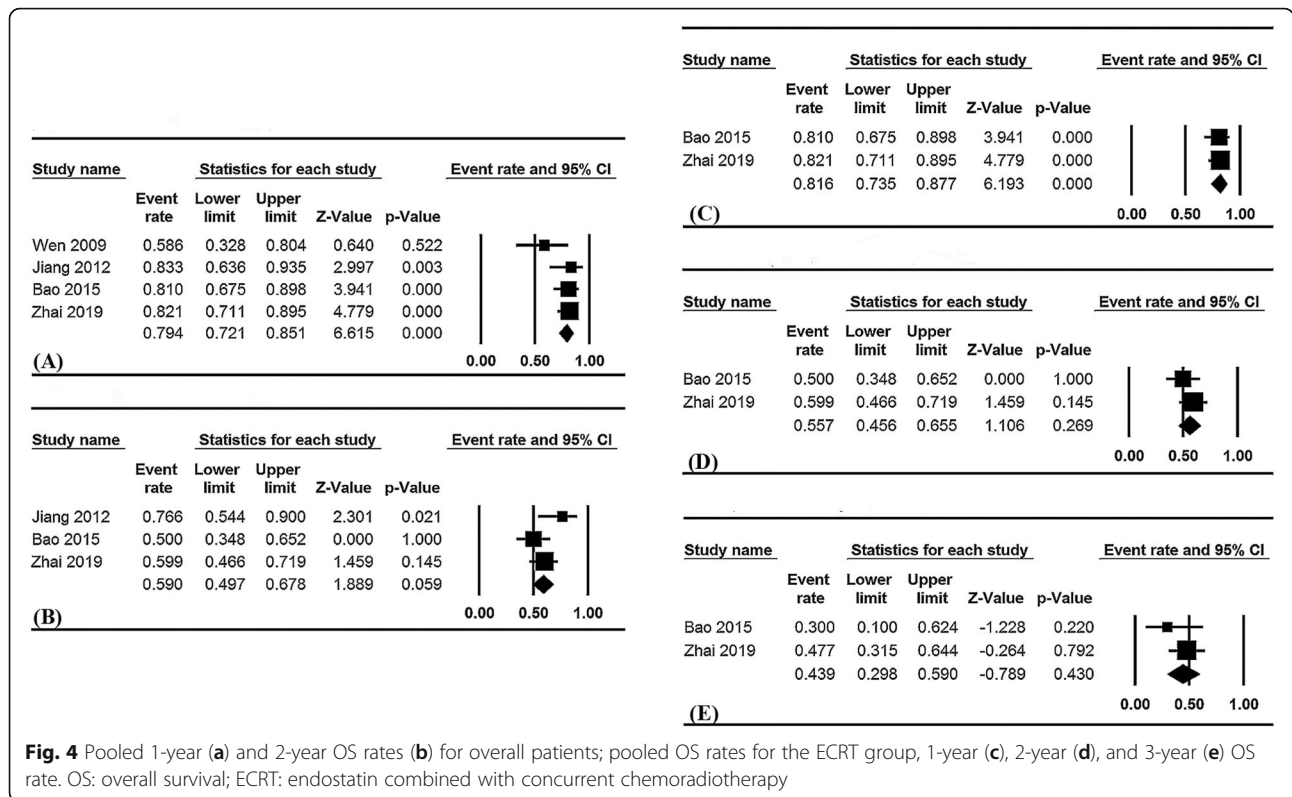 Study name Statistics for each study Event rate and 95% CI
Event Lower Upper
rate limit limit Z-Value p-Value
Wen 2009 0.586 0.328 0.804 0.640 0.522
Jiang 2012 0.833 0.636 0.935 2.997 0.003
Bao 2015 0.810 0.675 0.898 3.941 0.000
Zhai 2019 0.821 0.711 0.895 4.779 0.000
0.794 0.721 0.851 6.615 0.000
(A) 0.00 0.50 1.00
Study name Statistics for each study Event rate and 95% CI
Event Lower Upper
rate limit limit Z-Value p-Value
Jiang 2012 0.766 0.544 0.900 2.301 0.021
Bao 2015 0.500 0.348 0.652 0.000 1.000
Zhai 2019 0.599 0.466 0.719 1.459 0.145
0.590 0.497 0.678 1.889 0.059
0.00 0.50 1.00
(B)
Study name Statistics for each study Event rate and 95% CI
Event Lower Upper
rate limit limit Z-Value p-Value
Bao 2015 0.810 0.675 0.898 3.941 0.000
Zhai 2019 0.821 0.711 0.895 4.779 0.000
0.816 0.735 0.877 6.193 0.000
(C) 0.00 0.50 1.00
Study name Statistics for each study Event rate and 95% CI
Event Lower Upper
rate limit limit Z-Value p-Value
Bao 2015 0.500 0.348 0.652 0.000 1.000
Zhai 2019 0.599 0.466 0.719 1.459 0.145
0.557 0.456 0.655 1.106 0.269
0.00 0.50 1.00
(D)
Study name Statistics for each study Event rate and 95% CI
Event Lower Upper
rate limit limit Z-Value p-Value
Bao 2015 0.300 0.100 0.624 -1.228 0.220
Zhai 2019 0.477 0.315 0.644 -0.264 0.792
0.439 0.298 0.590 -0.789 0.430
0.00 0.50 1.00
(E)
Fig. 4 Pooled 1-year (a) and 2-year OS rates (b) for overall patients; pooled OS rates for the ECRT group, 1-year (c), 2-year (d), and 3-year (e) OS
rate. OS: overall survival; ECRT: endostatin combined with concurrent chemoradiotherapy